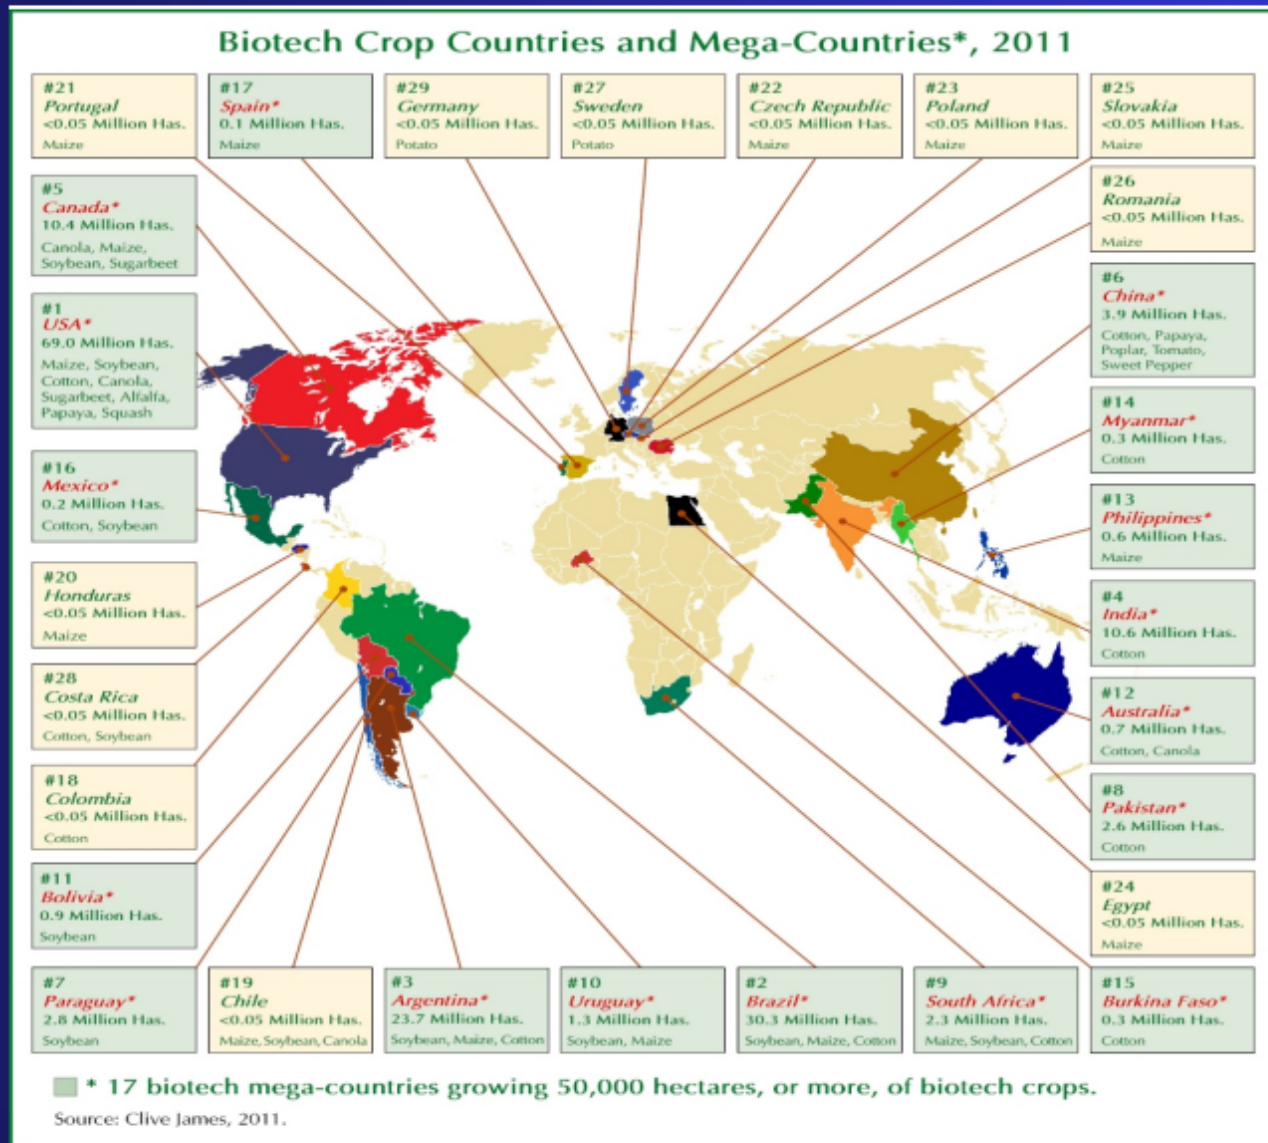 Biotech Crop Countries and Mega-Countries*, 2011
#21
Portugal
<0.05 Million Has.
Maize
#17
Spain*
0.1 Million Has.
Maize
#29
Germany
<0.05 Million Has.
Potato
#27
Sweden
<0.05 Million Has.
Potato
#22
Czech Republic
<0.05 Million Has.
Maize
#23
Poland
<0.05 Million Has.
Maize
#25
Slovakia
<0.05 Million Has.
Maize
#5
Canada*
10.4 Million Has.
Canola, Maize,
Soybean, Sugarbeet
#26
Romania
<0.05 Million Has.
Maize
#1
USA*
69.0 Million Has.
Maize, Soybean,
Cotton, Canola,
Sugarbeet, Alfalfa,
Papaya, Squash
#6
China*
3.9 Million Has.
Cotton, Papaya,
Poplar, Tomato,
Sweet Pepper
#14
Myanmar*
0.3 Million Has.
Cotton
#16
Mexico*
0.2 Million Has.
Cotton, Soybean
#13
Philippines*
0.6 Million Has.
Maize
#20
Honduras
<0.05 Million Has.
Maize
#4
India*
10.6 Million Has.
Cotton
#28
Costa Rica
<0.05 Million Has.
Cotton, Soybean
#12
Australia*
0.7 Million Has.
Cotton, Canola
#18
Colombia
<0.05 Million Has.
Cotton
#8
Pakistan*
2.6 Million Has.
Cotton
#11
Bolivia*
0.9 Million Has.
Soybean
#24
Egypt
<0.05 Million Has.
Maize
#7
Paraguay*
2.8 Million Has.
Soybean
#19
Chile
<0.05 Million Has.
Maize, Soybean, Canola
#3
Argentina*
23.7 Million Has.
Soybean, Maize, Cotton
#10
Uruguay*
1.3 Million Has.
Soybean, Maize
#2
Brazil*
30.3 Million Has.
Soybean, Maize, Cotton
#9
South Africa*
2.3 Million Has.
Maize, Soybean, Cotton
#15
Burkina Faso*
0.3 Million Has.
Cotton
* 17 biotech mega-countries growing 50,000 hectares, or more, of biotech crops.
Source: Clive James, 2011.